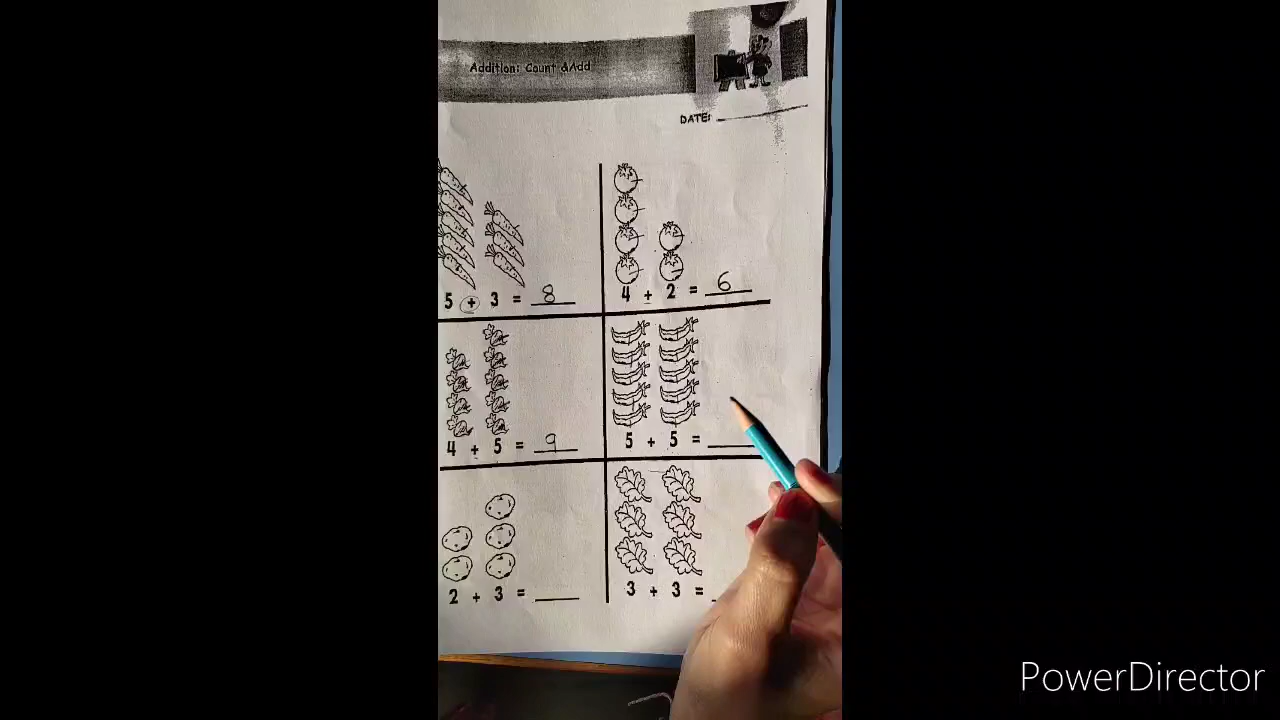 Addition: Count &Add
DATE:
5 + 3 = 8
4 + 2 = 6
4 + 5 = 9
5 + 5 =
2 + 3 =
3 + 3 =
PowerDirector